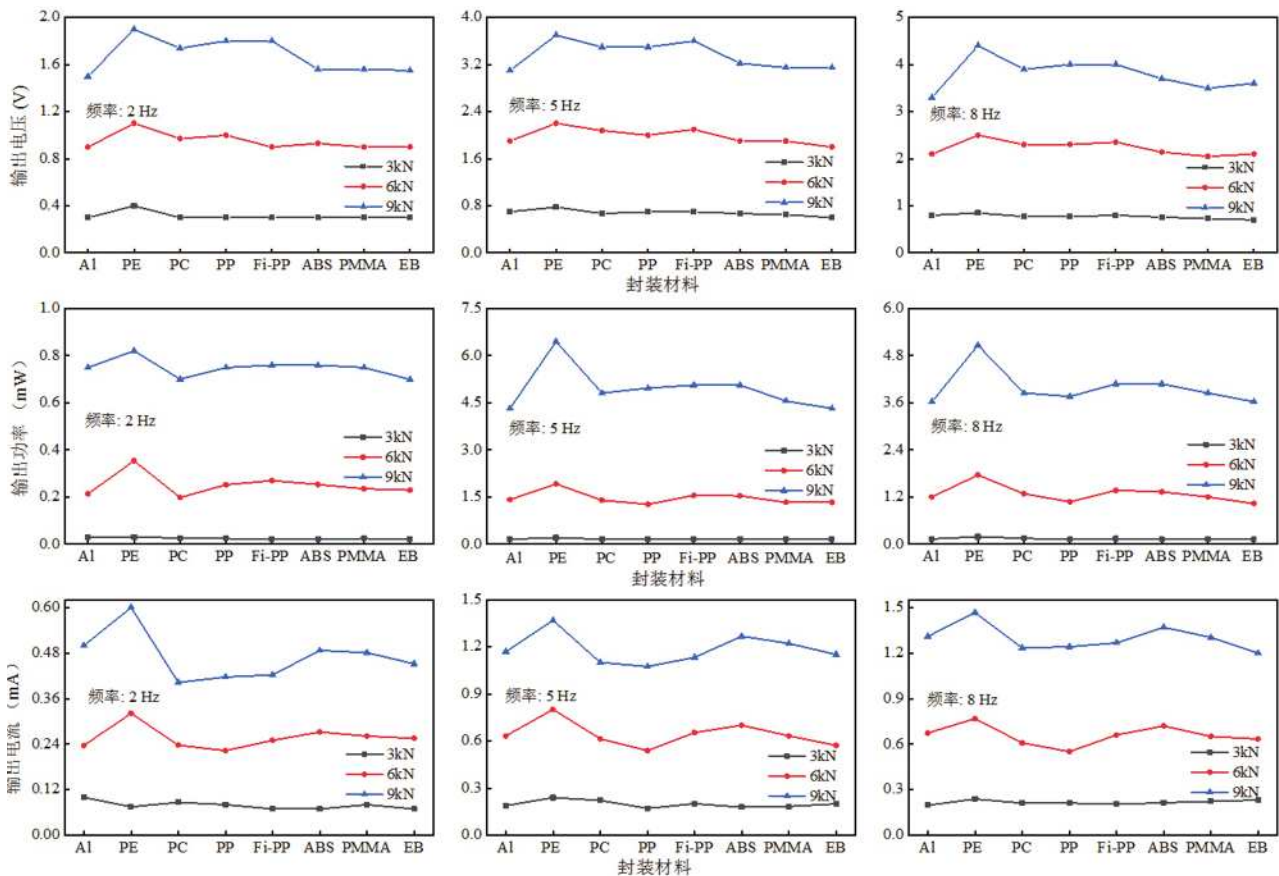 输出电压 (V)
2.0
1.6
1.2
0.8
0.4
0.0
频率: 2 Hz
3kN
6kN
9kN
Al PE PC PP Fi-PP ABS PMMA EB
4.0
3.2
2.4
1.6
0.8
0.0
频率: 5 Hz
3kN
6kN
9kN
Al PE PC PP Fi-PP ABS PMMA EB
封装材料
5
4
3
2
1
0
频率: 8 Hz
3kN
6kN
9kN
Al PE PC PP Fi-PP ABS PMMA EB
输出功率（mW）
1.0
0.8
0.6
0.4
0.2
0.0
频率: 2 Hz
3kN
6kN
9kN
Al PE PC PP Fi-PP ABS PMMA EB
7.5
6.0
4.5
3.0
1.5
0.0
频率: 5 Hz
3kN
6kN
9kN
Al PE PC PP Fi-PP ABS PMMA EB
封装材料
6.0
4.8
3.6
2.4
1.2
0.0
频率: 8 Hz
3kN
6kN
9kN
Al PE PC PP Fi-PP ABS PMMA EB
输出电流（mA）
0.60
0.48
0.36
0.24
0.12
0.00
频率: 2 Hz
3kN
6kN
9kN
Al PE PC PP Fi-PP ABS PMMA EB
1.5
1.2
0.9
0.6
0.3
0.0
频率: 5 Hz
3kN
6kN
9kN
Al PE PC PP Fi-PP ABS PMMA EB
封装材料
1.5
1.2
0.9
0.6
0.3
0.0
频率: 8 Hz
3kN
6kN
9kN
Al PE PC PP Fi-PP ABS PMMA EB